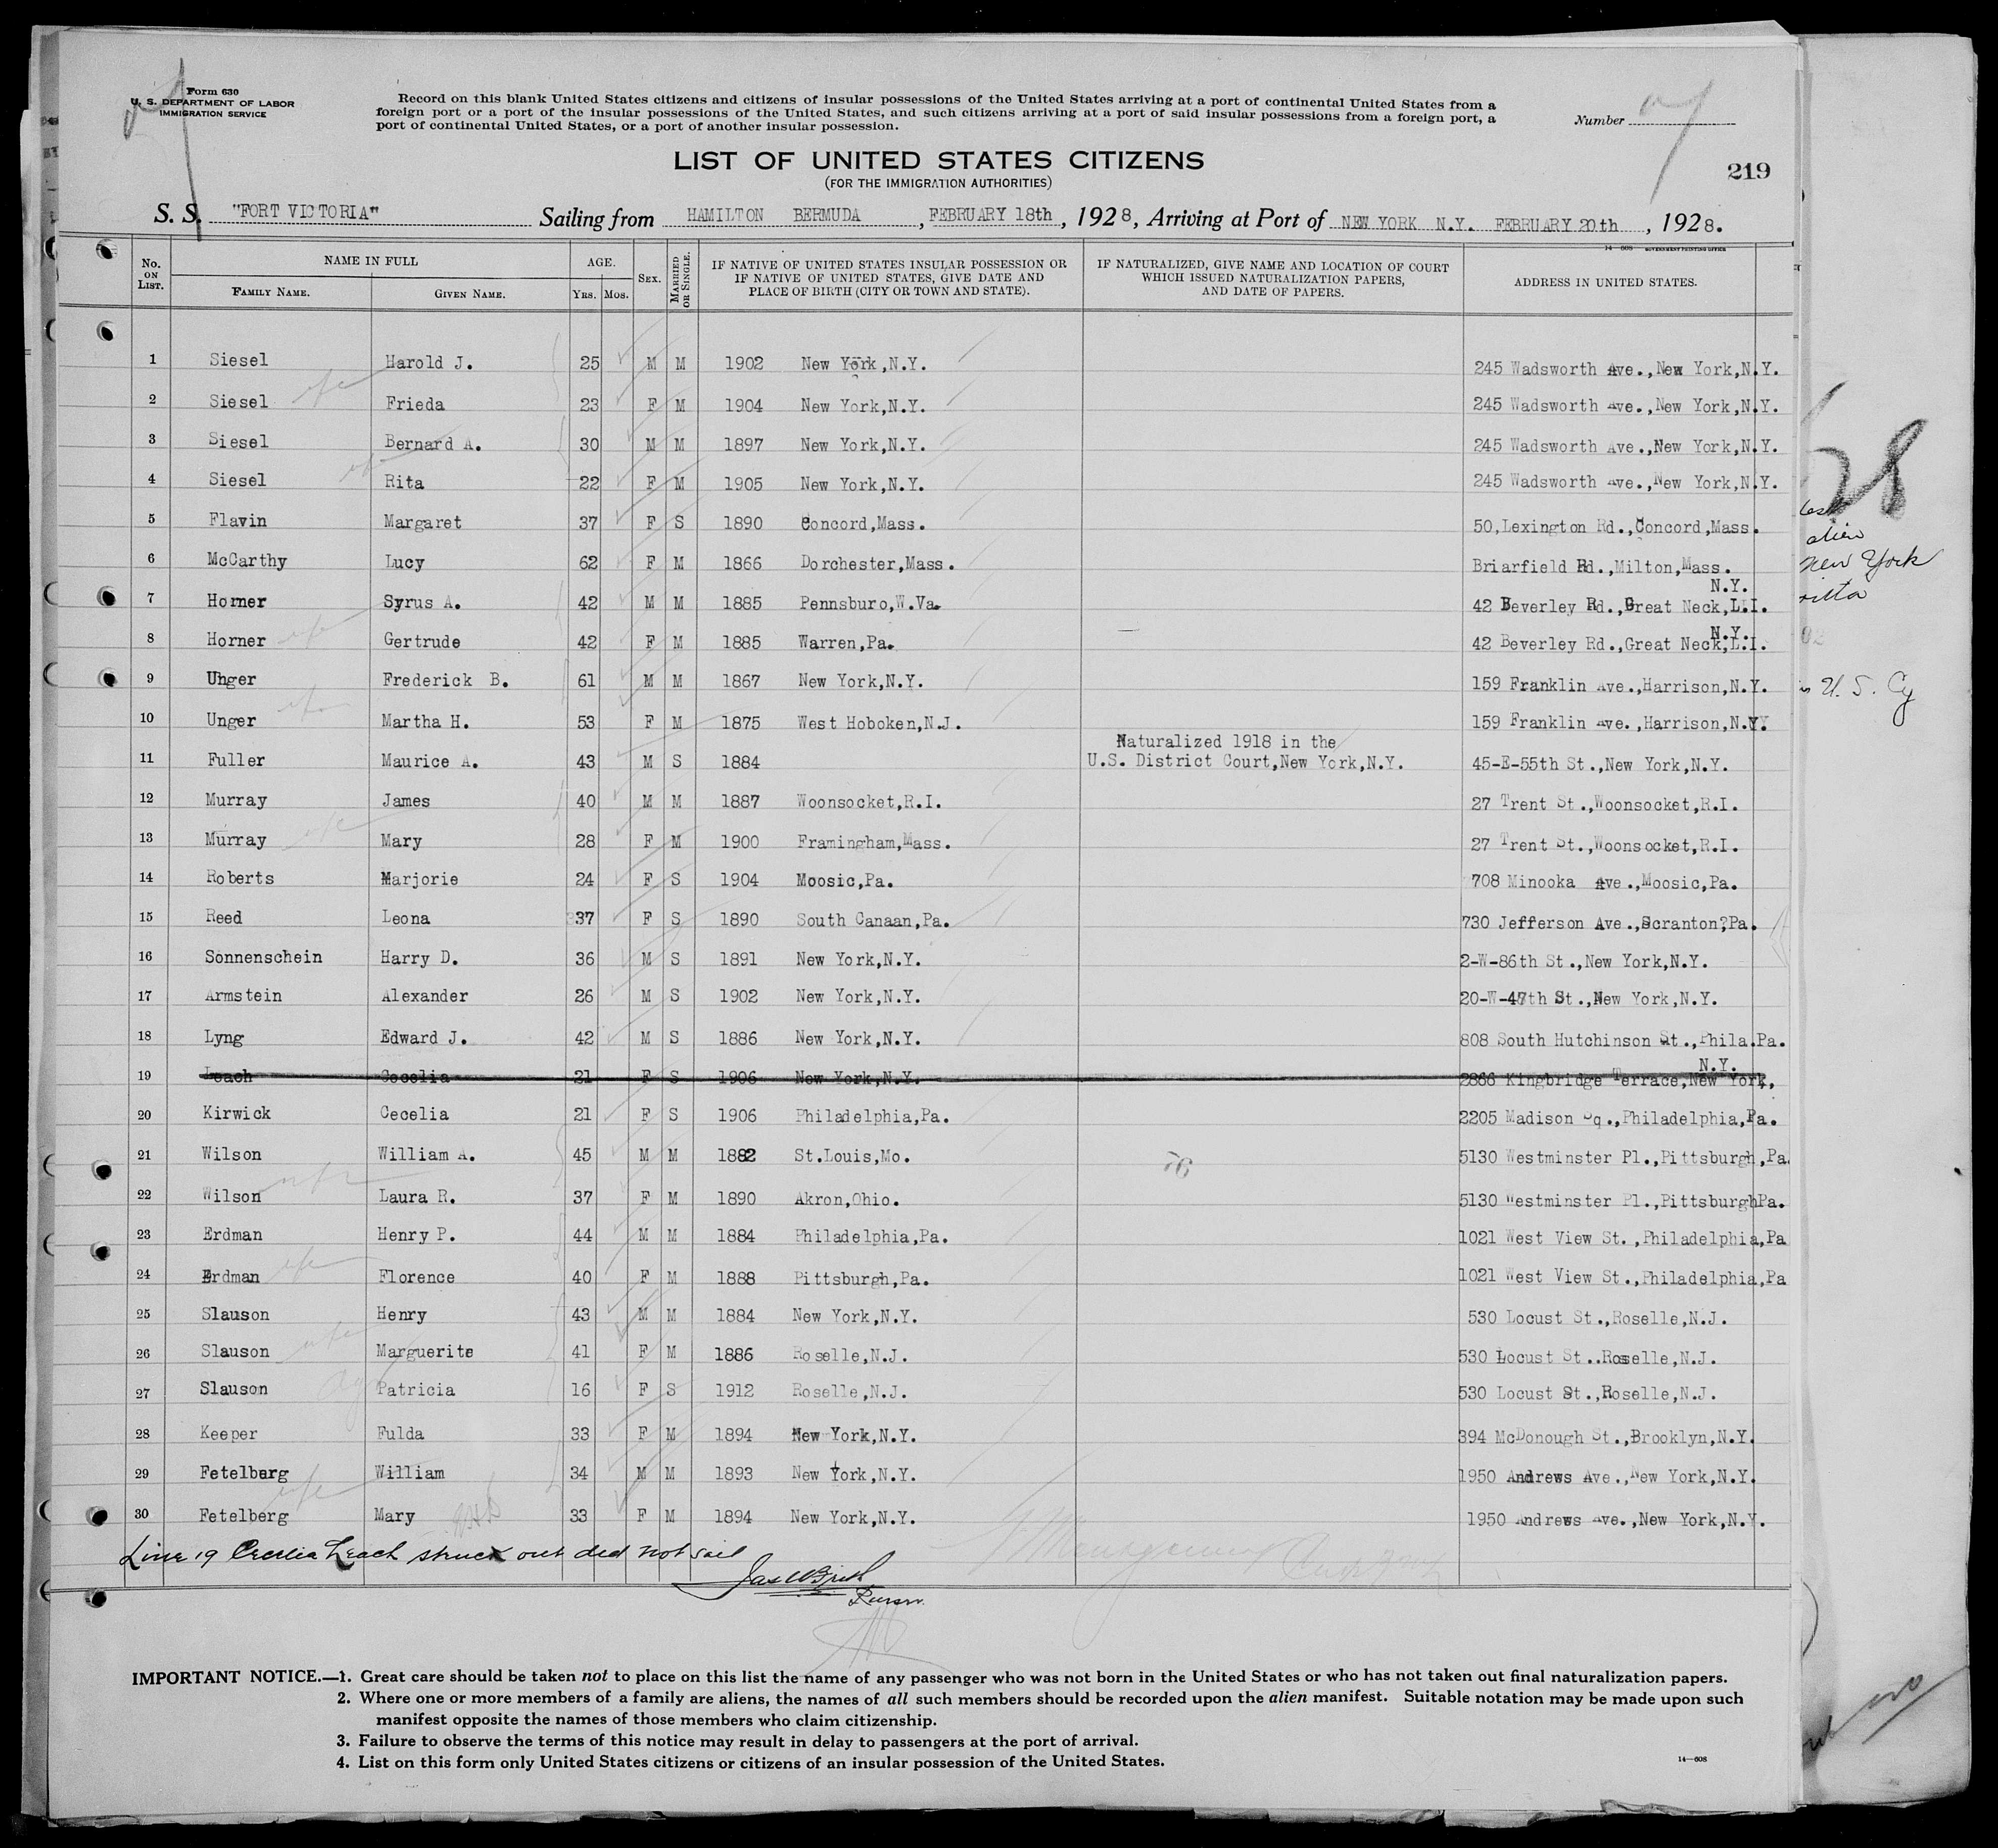 Form 630
U. S. DEPARTMENT OF LABOR
IMMIGRATION SERVICE
Record on this blank United States citizens and citizens of insular possessions of the United States arriving at a port of continental United States from a
foreign port or a port of the insular possessions of the United States, and such citizens arriving at a port of said insular possessions from a foreign port, a
port of continental United States, or a port of another insular possession.
Number
LIST OF UNITED STATES CITIZENS
(FOR THE IMMIGRATION AUTHORITIES)
219
S. S. "FORT VICTORIA" Sailing from HAMILTON BERMUDA, FEBRUARY 18th, 1928, Arriving at Port of NEW YORK N.Y. FEBRUARY 20th, 1928.
14—608 GOVERNMENT PRINTING OFFICE
No. ON LIST. NAME IN FULL FAMILY NAME. GIVEN NAME. AGE. YRS. MOS. SEX. MARRIED OR SINGLE. IF NATIVE OF UNITED STATES INSULAR POSSESSION OR IF NATIVE OF UNITED STATES, GIVE DATE AND PLACE OF BIRTH (CITY OR TOWN AND STATE). IF NATURALIZED, GIVE NAME AND LOCATION OF COURT WHICH ISSUED NATURALIZATION PAPERS, AND DATE OF PAPERS. ADDRESS IN UNITED STATES.
1 Siesel Harold J. 25 M M 1902 New York,N.Y. 245 Wadsworth Ave.,New York,N.Y.
2 Siesel Frieda 23 F M 1904 New York,N.Y. 245 Wadsworth Ave.,New York,N.Y.
3 Siesel Bernard A. 30 M M 1897 New York,N.Y. 245 Wadsworth Ave.,New York,N.Y.
4 Siesel Rita 22 F M 1905 New York,N.Y. 245 Wadsworth Ave.,New York,N.Y.
5 Flavin Margaret 37 F S 1890 Concord,Mass. 50,Lexington Rd.,Concord,Mass.
6 McCarthy Lucy 62 F M 1866 Dorchester,Mass. Briarfield Rd.,Milton,Mass.
7 Horner Syrus A. 42 M M 1885 Pennsburo,W.Va. 42 Beverley Rd.,Great Neck,L.I. N.Y.
8 Horner Gertrude 42 F M 1885 Warren,Pa. 42 Beverley Rd.,Great Neck,L.I. N.Y.
9 Unger Frederick B. 61 M M 1867 New York,N.Y. 159 Franklin Ave.,Harrison,N.Y.
10 Unger Martha H. 53 F M 1875 West Hoboken,N.J. 159 Franklin Ave.,Harrison,N.Y.
11 Fuller Maurice A. 43 M S 1884 Naturalized 1918 in the U.S. District Court,New York,N.Y. 45-E-55th St.,New York,N.Y.
12 Murray James 40 M M 1887 Woonsocket,R.I. 27 Trent St.,Woonsocket,R.I.
13 Murray Mary 28 F M 1900 Framingham,Mass. 27 Trent St.,Woonsocket,R.I.
14 Roberts Marjorie 24 F S 1904 Moosic,Pa. 708 Minooka Ave.,Moosic,Pa.
15 Reed Leona 37 F S 1890 South Canaan,Pa. 730 Jefferson Ave.,Scranton?Pa.
16 Sonnenschein Harry D. 36 M S 1891 New York,N.Y. 2-W-86th St.,New York,N.Y.
17 Armstein Alexander 26 M S 1902 New York,N.Y. 20-W-47th St.,New York,N.Y.
18 Lyng Edward J. 42 M S 1886 New York,N.Y. 808 South Hutchinson St.,Phila.Pa.
19 Leach Cecelia 21 F S 1906 New York,N.Y. 2866 Kingbridge Terrace,New York, N.Y.
20 Kirwick Cecelia 21 F S 1906 Philadelphia,Pa. 2205 Madison Sq.,Philadelphia,Pa.
21 Wilson William A. 45 M M 1882 St.Louis,Mo. 5130 Westminster Pl.,Pittsburgh,Pa.
22 Wilson Laura R. 37 F M 1890 Akron,Ohio. 5130 Westminster Pl.,PittsburghPa.
23 Erdman Henry P. 44 M M 1884 Philadelphia,Pa. 1021 West View St.,Philadelphia,Pa
24 Erdman Florence 40 F M 1888 Pittsburgh,Pa. 1021 West View St.,Philadelphia,Pa
25 Slauson Henry 43 M M 1884 New York,N.Y. 530 Locust St.,Roselle,N.J.
26 Slauson Marguerite 41 F M 1886 Roselle,N.J. 530 Locust St..Roselle,N.J.
27 Slauson Patricia 16 F S 1912 Roselle,N.J. 530 Locust St.,Roselle,N.J.
28 Keeper Fulda 33 F M 1894 New York,N.Y. 394 McDonough St.,Brooklyn,N.Y.
29 Fetelberg William 34 M M 1893 New York,N.Y. 1950 Andrews Ave.,New York,N.Y.
30 Fetelberg Mary 33 F M 1894 New York,N.Y. 1950 Andrews Ave.,New York,N.Y.
Line 19 Cecelia Leach struck out did not sail
Purser
IMPORTANT NOTICE.—1. Great care should be taken not to place on this list the name of any passenger who was not born in the United States or who has not taken out final naturalization papers.
2. Where one or more members of a family are aliens, the names of all such members should be recorded upon the alien manifest. Suitable notation may be made upon such
manifest opposite the names of those members who claim citizenship.
3. Failure to observe the terms of this notice may result in delay to passengers at the port of arrival.
4. List on this form only United States citizens or citizens of an insular possession of the United States.
14—608
28
alien
New York
U. S. Cy